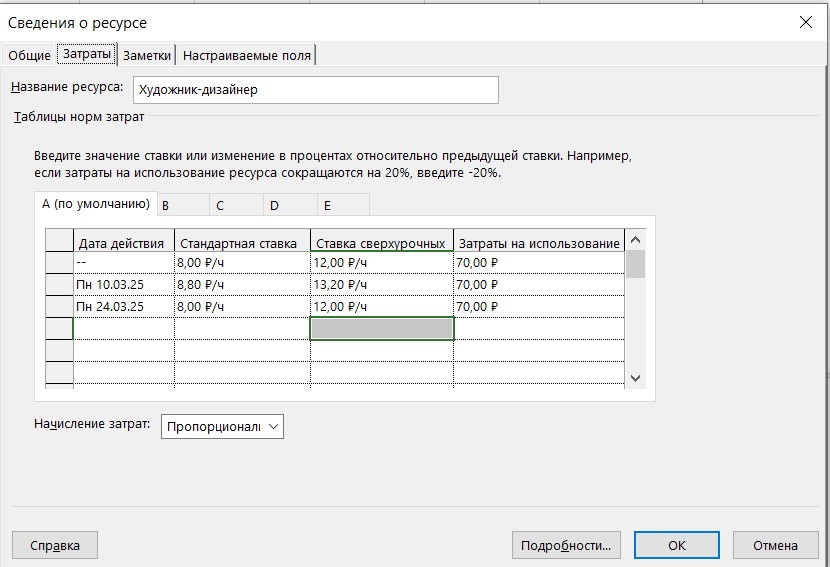 Сведения о ресурсе
Общие Затраты Заметки Настраиваемые поля
Название ресурса: Художник-дизайнер
Таблицы норм затрат
Введите значение ставки или изменение в процентах относительно предыдущей ставки. Например,
если затраты на использование ресурса сокращаются на 20%, введите -20%.
A (по умолчанию) B C D E
Дата действия Стандартная ставка Ставка сверхурочных Затраты на использование
-- 8,00 ₽/ч 12,00 ₽/ч 70,00 ₽
Пн 10.03.25 8,80 ₽/ч 13,20 ₽/ч 70,00 ₽
Пн 24.03.25 8,00 ₽/ч 12,00 ₽/ч 70,00 ₽
Начисление затрат: Пропорционалы
Справка Подробности... ОК Отмена